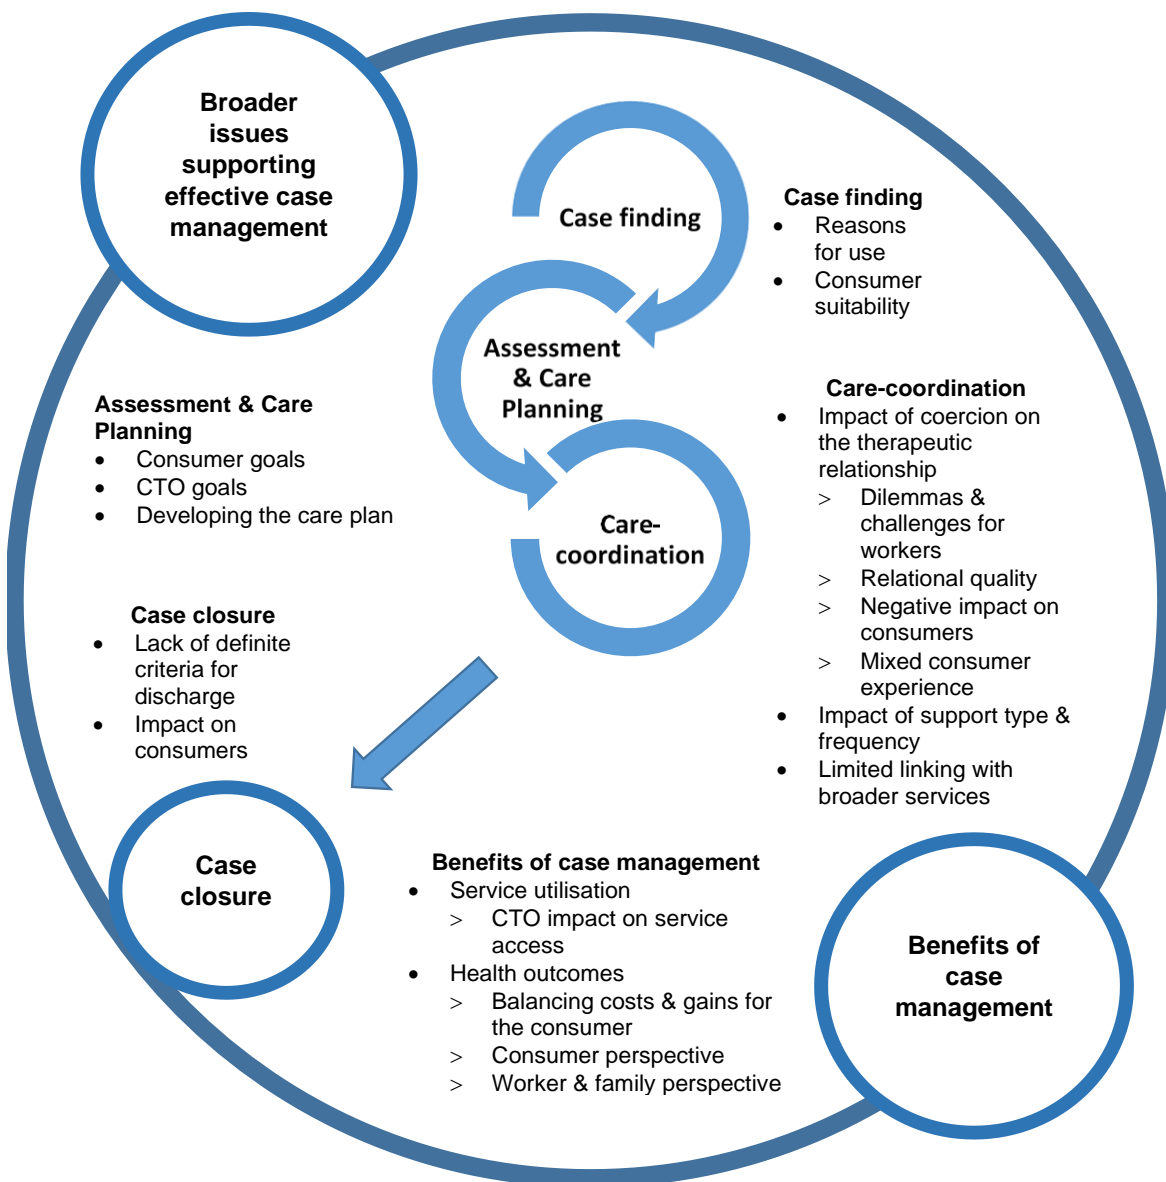 Broader
issues
supporting
effective case
management
Case finding
Case finding
• Reasons
for use
• Consumer
suitability
Assessment
& Care
Planning
Assessment & Care
Planning
• Consumer goals
• CTO goals
• Developing the care plan
Care-coordination
• Impact of coercion on
the therapeutic
relationship
> Dilemmas &
challenges for
workers
> Relational quality
> Negative impact on
consumers
> Mixed consumer
experience
• Impact of support type &
frequency
• Limited linking with
broader services
Care-
coordination
Case closure
• Lack of definite
criteria for
discharge
• Impact on
consumers
Case
closure
Benefits of case management
• Service utilisation
> CTO impact on service
access
• Health outcomes
> Balancing costs & gains for
the consumer
> Consumer perspective
> Worker & family perspective
Benefits of
case
management